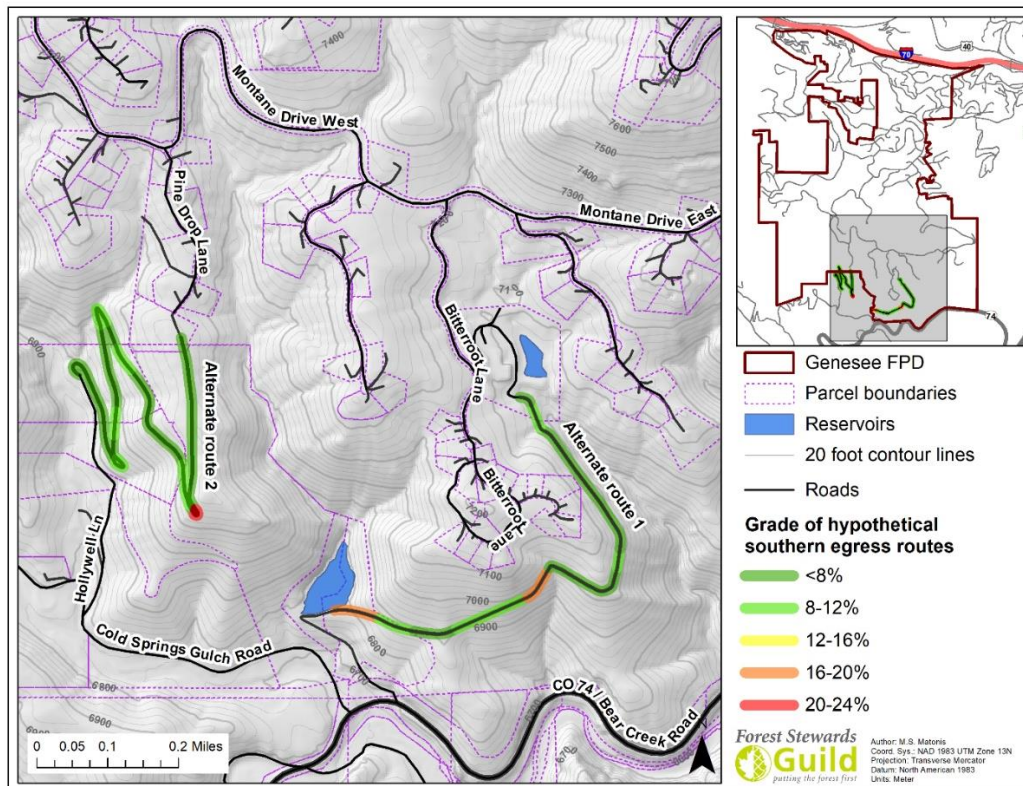 7400
7400
Montane Drive West
7600
7500
7400
7300
Montane Drive East
Pine Drop Lane
Bitterroot Lane
Alternate route 2
Alternate route 1
Bitterroot Lane
7200
7100
7000
6900
6800
Hollywell Ln
Cold Springs Gulch Road
6800
6900
CO 74 / Bear Creek Road
0 0.05 0.1 0.2 Miles
70
40
74
Genesee FPD
Parcel boundaries
Reservoirs
20 foot contour lines
Roads
Grade of hypothetical
southern egress routes
<8%
8-12%
12-16%
16-20%
20-24%
Forest Stewards
Guild
putting the forest first
Author: M.S. Matonis
Coord. Sys.: NAD 1983 UTM Zone 13N
Projection: Transverse Mercator
Datum: North American 1983
Units: Meter